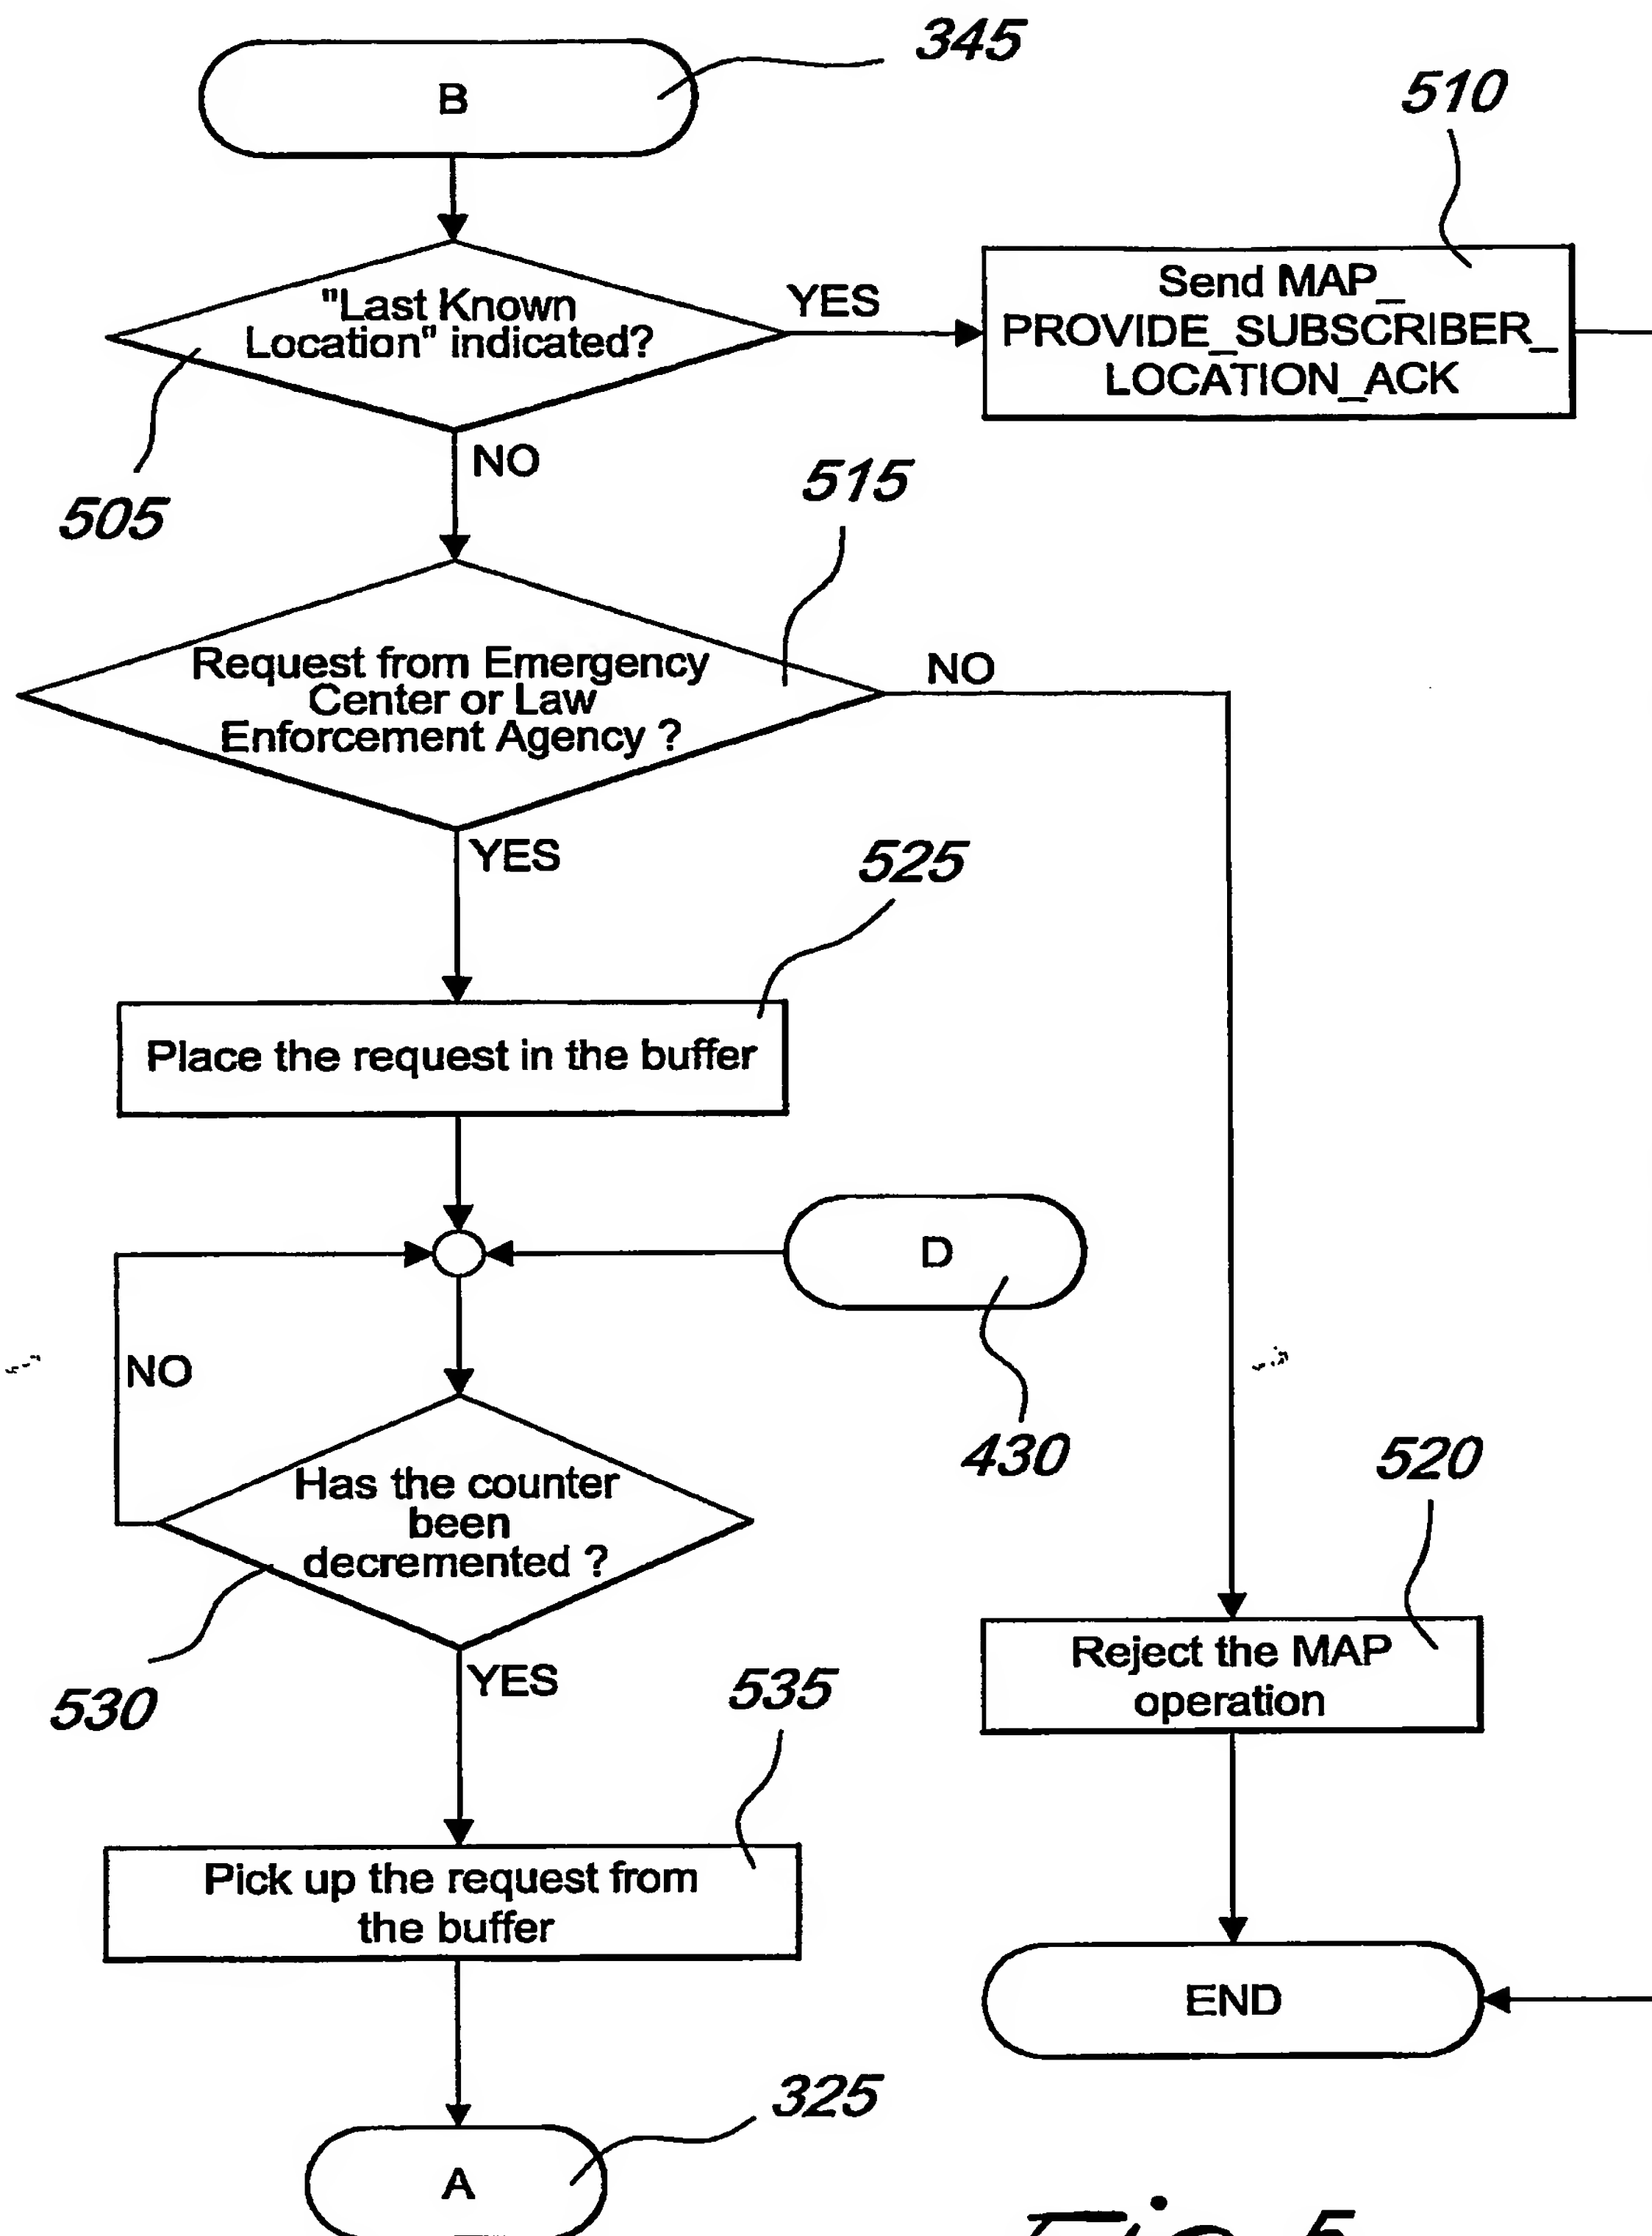 345
B
510
"Last Known
Location" indicated?
YES
Send MAP_
PROVIDE_SUBSCRIBER_
LOCATION_ACK
NO
505
515
Request from Emergency
Center or Law
Enforcement Agency ?
NO
YES
525
Place the request in the buffer
D
NO
430
Has the counter
been
decremented ?
520
530
YES
535
Reject the MAP
operation
Pick up the request from
the buffer
END
325
A
Fig. 5